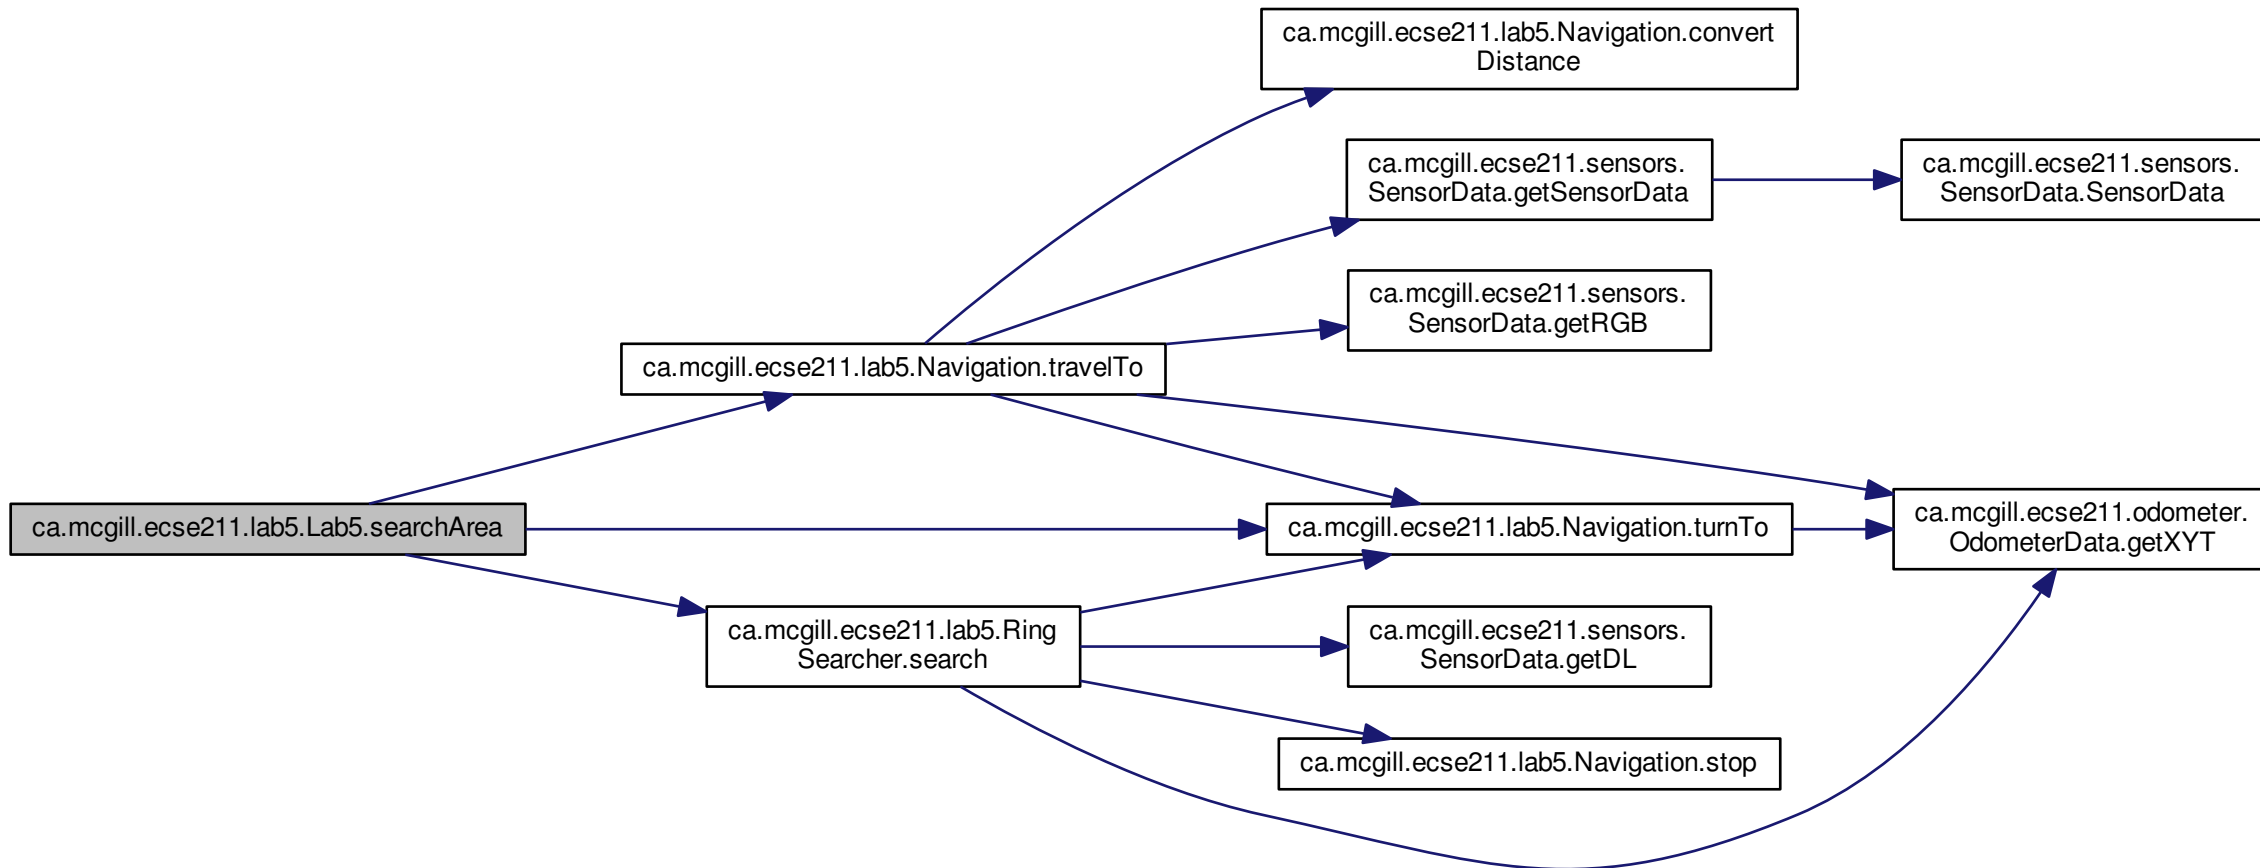 ca.mcgill.ecse211.lab5.Navigation.convert
Distance
ca.mcgill.ecse211.sensors.
SensorData.getSensorData
ca.mcgill.ecse211.sensors.
SensorData.SensorData
ca.mcgill.ecse211.sensors.
SensorData.getRGB
ca.mcgill.ecse211.lab5.Navigation.travelTo
ca.mcgill.ecse211.lab5.Lab5.searchArea
ca.mcgill.ecse211.lab5.Navigation.turnTo
ca.mcgill.ecse211.odometer.
OdometerData.getXYT
ca.mcgill.ecse211.lab5.Ring
Searcher.search
ca.mcgill.ecse211.sensors.
SensorData.getDL
ca.mcgill.ecse211.lab5.Navigation.stop